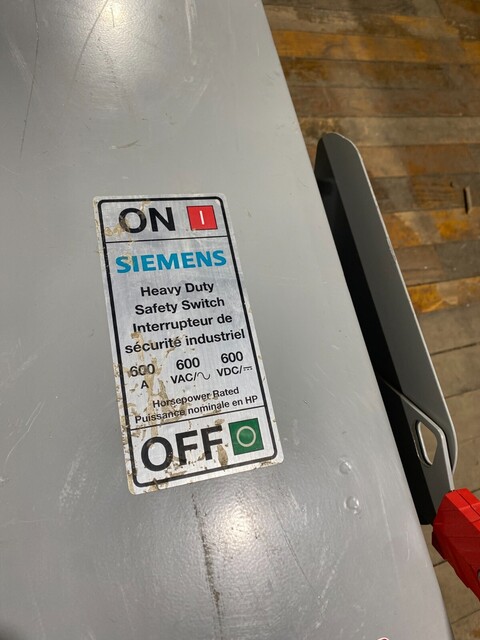 ON I
SIEMENS
Heavy Duty
Safety Switch
Interrupteur de
sécurité industriel
600 600 600
A VAC/∿ VDC/⎓
Horsepower Rated
Puissance nominale en HP
OFF O